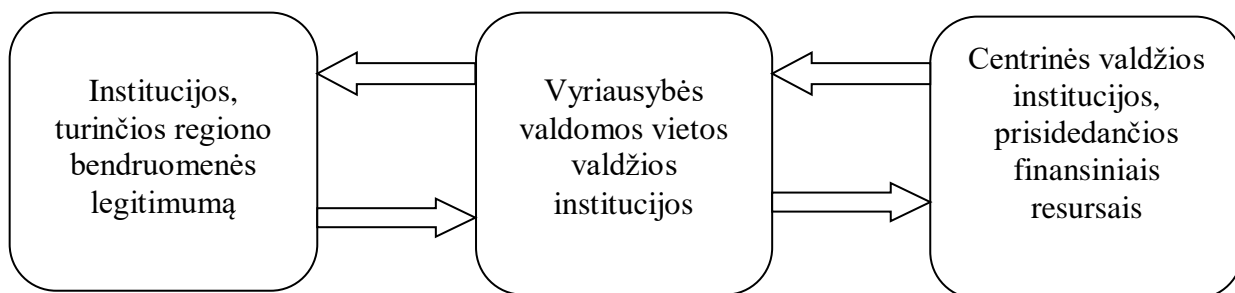 Institucijos,
turinčios regiono
bendruomenės
legitimumą
Vyriausybės
valdomos vietos
valdžios
institucijos
Centrinės valdžios
institucijos,
prisidedančios
finansiniais
resursais